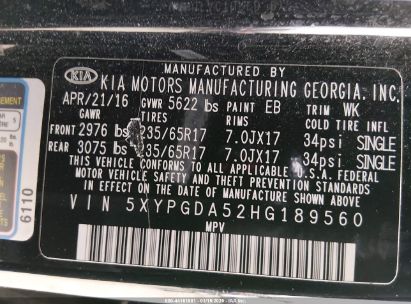 MANUFACTURED BY
KIA KIA MOTORS MANUFACTURING GEORGIA, INC.
APR/21/16 GVWR 5622 lbs PAINT EB TRIM WK
GAWR TIRE RIMS COLD TIRE INFL
FRONT 2976 lbs 235/65R17 7.0JX17 34psi SINGLE
REAR 3075 lbs 235/65R17 7.0JX17 34psi SINGLE
THIS VEHICLE CONFORMS TO ALL APPLICABLE U.S.A. FEDERAL
MOTOR VEHICLE SAFETY AND THEFT PREVENTION STANDARDS
IN EFFECT ON THE DATE OF MANUFACTURE SHOWN ABOVE.
VIN 5XYPGDA52HG189560
MPV
6110